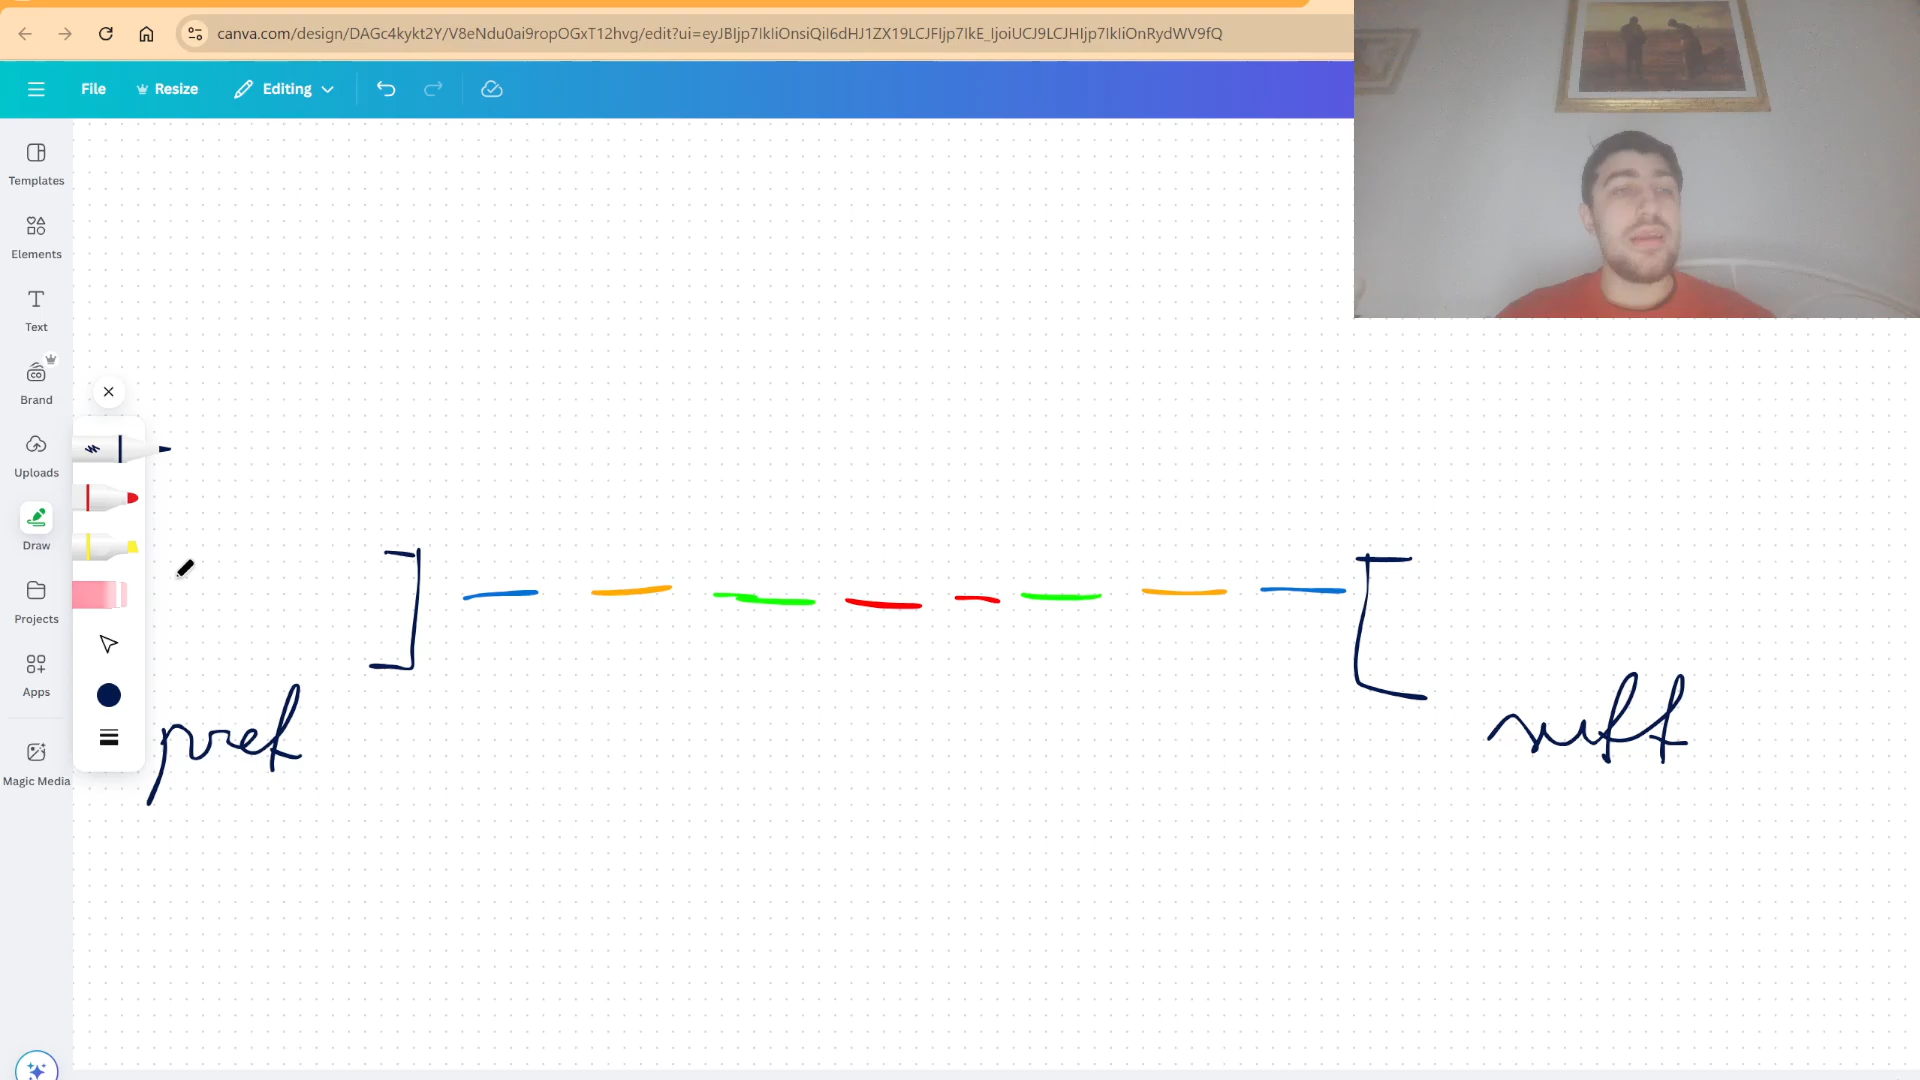 canva.com/design/DAGc4kykt2Y/V8eNdu0ai9ropOGxT12hvg/edit?ui=eyJBIjp7IkIiOnsiQiI6dHJ1ZX19LCJFIjp7IkE_IjoiUCJ9LCJHIjp7IkIiOnRydWV9fQ
File
Resize
Editing
Templates
Elements
Text
Brand
Uploads
Draw
Projects
Apps
Magic Media
pref
suff